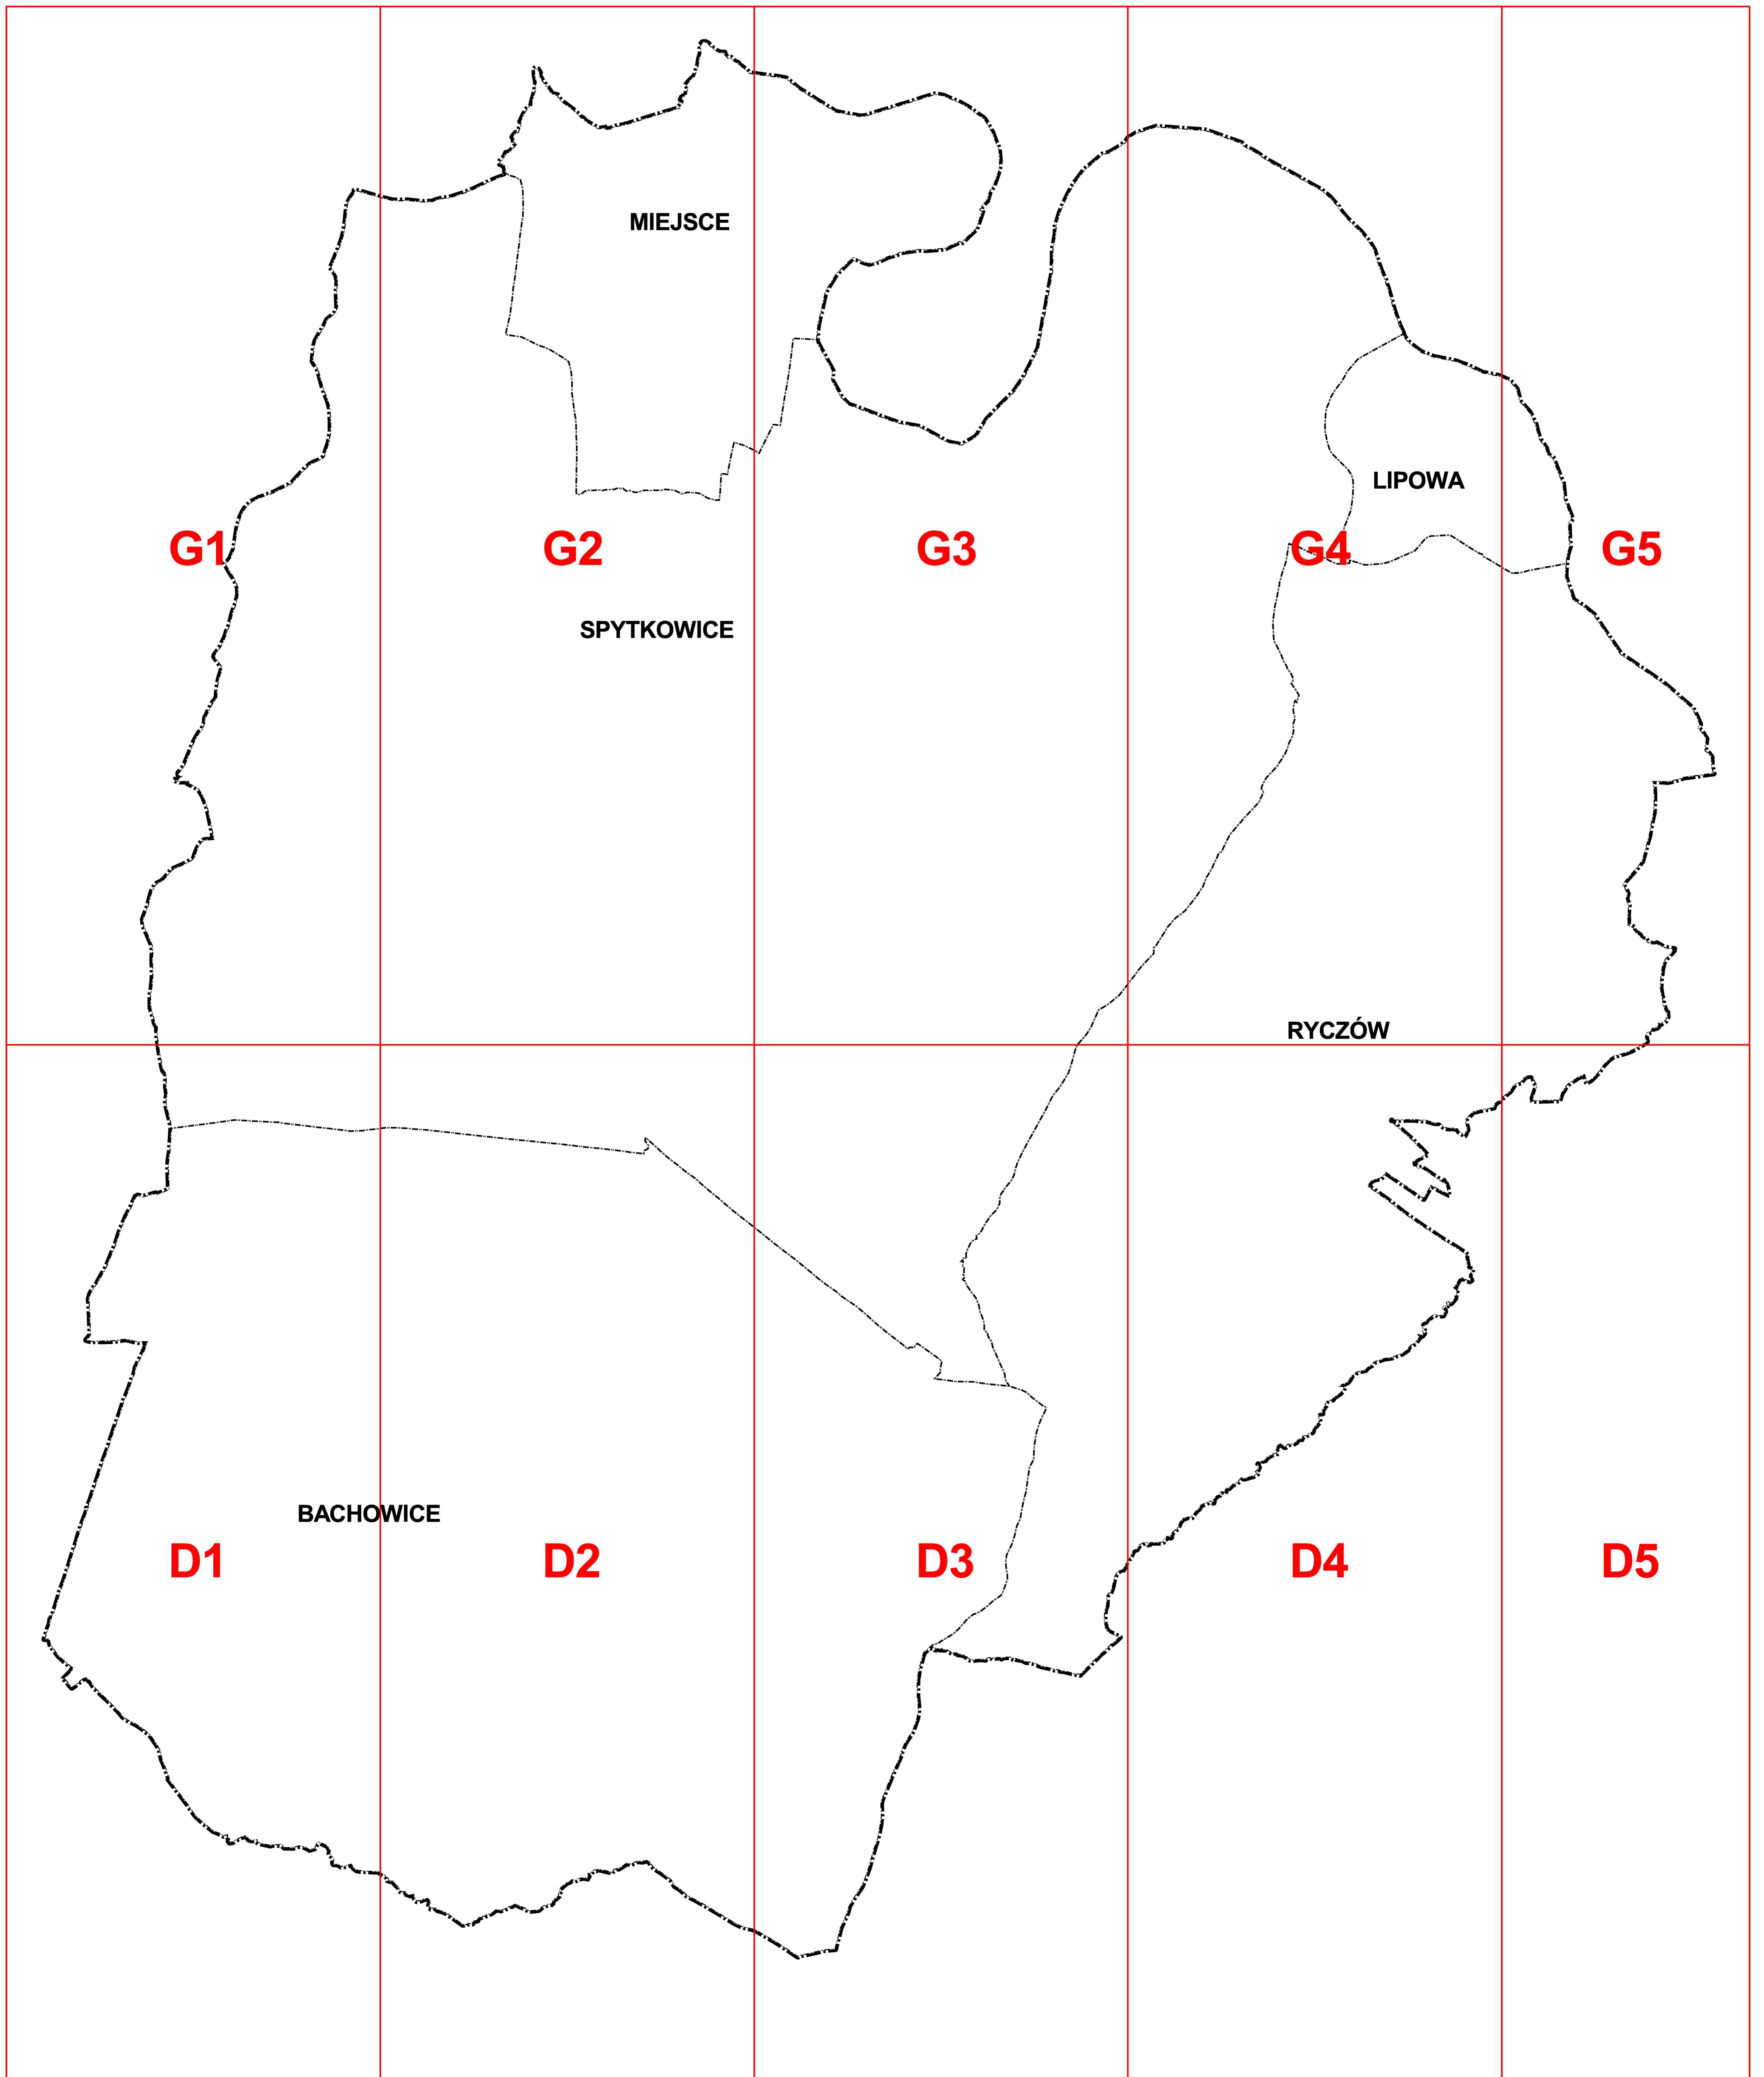 MIEJSCE
LIPOWA
G1
G2
G3
G4
G5
SPYTKOWICE
RYCZÓW
BACHOWICE
D1
D2
D3
D4
D5